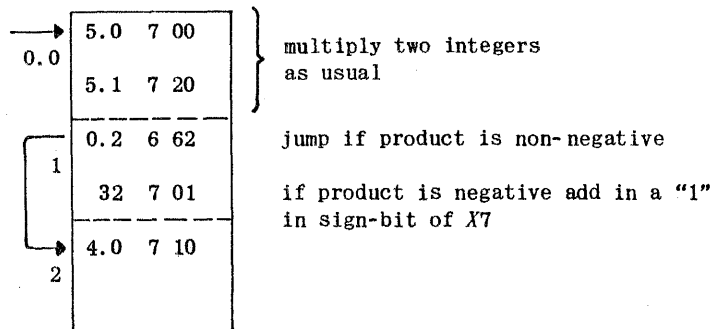 5.0 7 00
multiply two integers
0.0
as usual
5.1 7 20
0.2 6 62 jump if product is non-negative
1
32 7 01 if product is negative add in a “1”
in sign-bit of X7
4.0 7 10
2